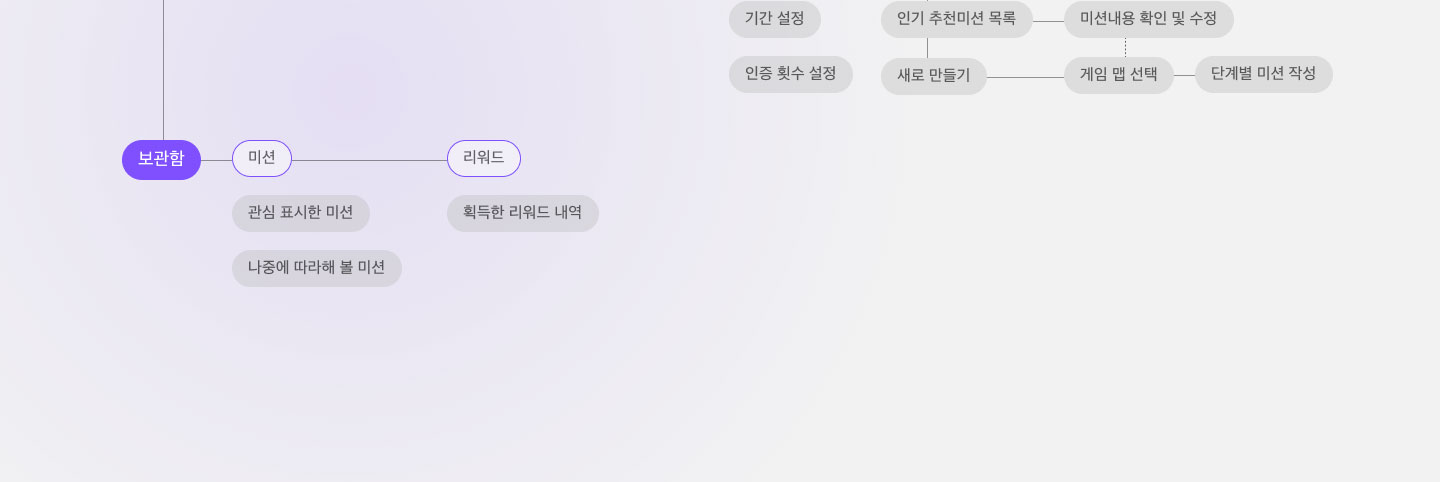 기간 설정
인기 추천미션 목록
미션내용 확인 및 수정
인증 횟수 설정
새로 만들기
게임 맵 선택
단계별 미션 작성
보관함
미션
리워드
관심 표시한 미션
획득한 리워드 내역
나중에 따라해 볼 미션